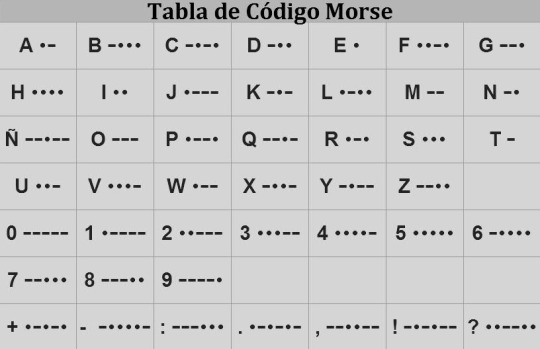 Tabla de Código Morse
A •- B -••• C -•-• D -•• E • F ••-• G --•
H •••• I •• J •--- K -•- L •-•• M -- N -•
Ñ --•-- O --- P •--• Q --•- R •-• S ••• T -
U ••- V •••- W •-- X -••- Y -•-- Z --••
0 ----- 1 •---- 2 ••--- 3 •••-- 4 ••••- 5 ••••• 6 -••••
7 --••• 8 ---•• 9 ----•
+ •-•-• - -••••- : ---••• . •-•-•- , --••-- ! -•-•-- ? ••--••